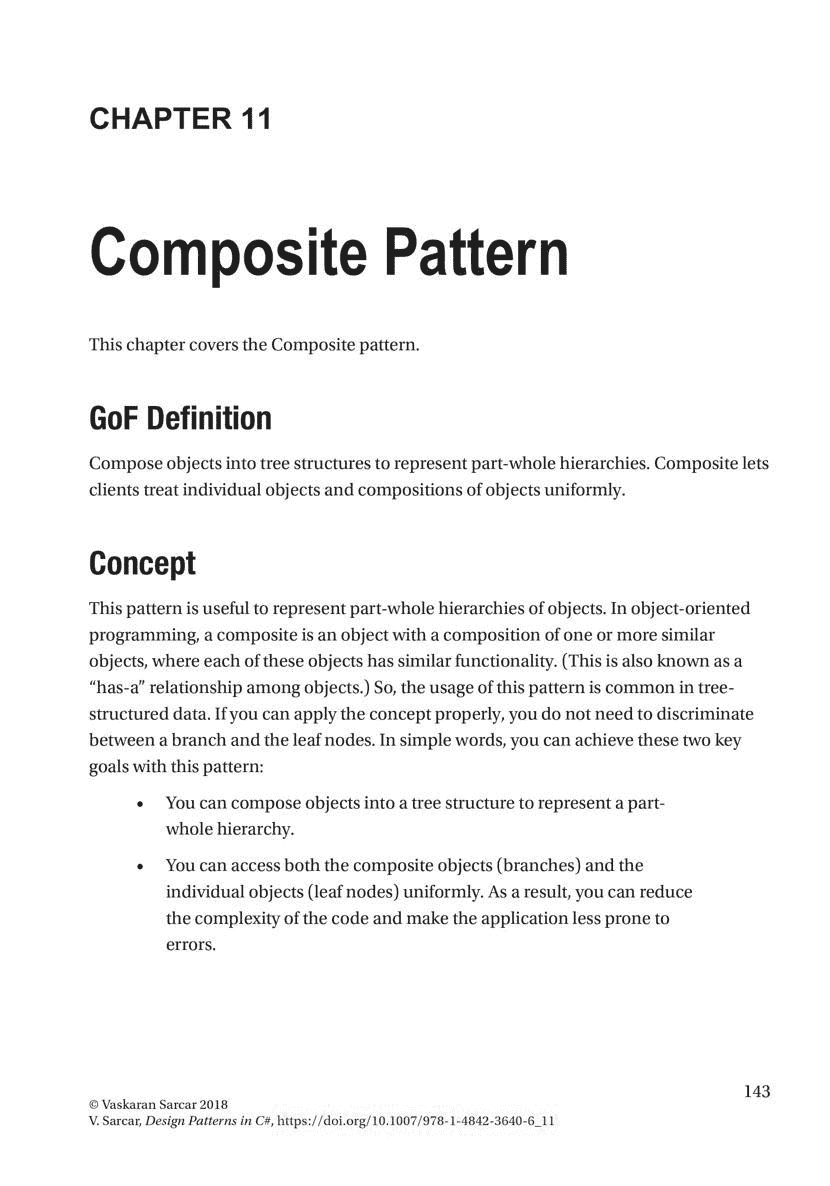 CHAPTER 11
Composite Pattern
This chapter covers the Composite pattern.
GoF Definition
Compose objects into tree structures to represent part-whole hierarchies. Composite lets
clients treat individual objects and compositions of objects uniformly.
Concept
This pattern is useful to represent part-whole hierarchies of objects. In object-oriented
programming, a composite is an object with a composition of one or more similar
objects, where each of these objects has similar functionality. (This is also known as a
“has-a” relationship among objects.) So, the usage of this pattern is common in tree-
structured data. If you can apply the concept properly, you do not need to discriminate
between a branch and the leaf nodes. In simple words, you can achieve these two key
goals with this pattern:
• You can compose objects into a tree structure to represent a part-
whole hierarchy.
• You can access both the composite objects (branches) and the
individual objects (leaf nodes) uniformly. As a result, you can reduce
the complexity of the code and make the application less prone to
errors.
143
© Vaskaran Sarcar 2018
V. Sarcar, Design Patterns in C#, https://doi.org/10.1007/978-1-4842-3640-6_11